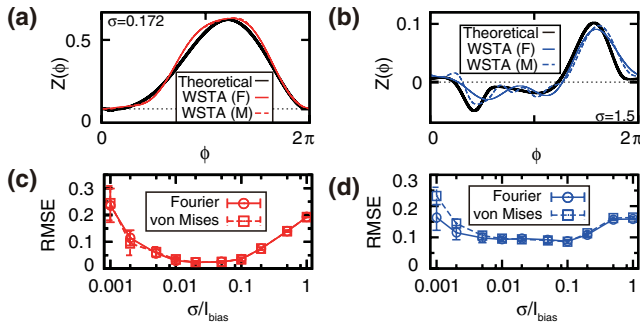 (a)
σ=0.172
Z(ϕ)
0.5
0
Theoretical
WSTA (F)
WSTA (M)
0
ϕ
2π
(b)
Z(ϕ)
0.1
0
Theoretical
WSTA (F)
WSTA (M)
σ=1.5
0
ϕ
2π
(c)
RMSE
0.3
0.2
0.1
0
Fourier
von Mises
0.001
0.01
0.1
1
σ/Ibias
(d)
RMSE
0.3
0.2
0.1
0
Fourier
von Mises
0.001
0.01
0.1
1
σ/Ibias